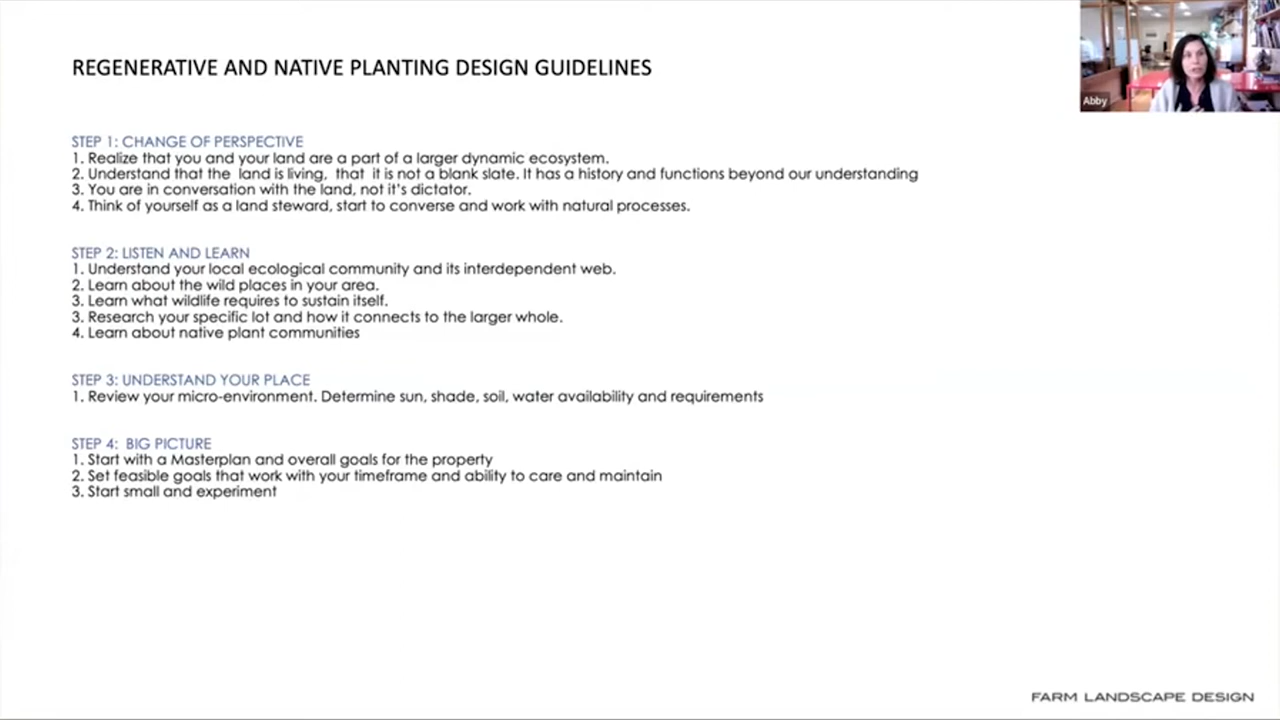 REGENERATIVE AND NATIVE PLANTING DESIGN GUIDELINES
Abby
STEP 1: CHANGE OF PERSPECTIVE
1. Realize that you and your land are a part of a larger dynamic ecosystem.
2. Understand that the land is living, that it is not a blank slate. It has a history and functions beyond our understanding
3. You are in conversation with the land, not it's dictator.
4. Think of yourself as a land steward, start to converse and work with natural processes.
STEP 2: LISTEN AND LEARN
1. Understand your local ecological community and its interdependent web.
2. Learn about the wild places in your area.
3. Learn what wildlife requires to sustain itself.
3. Research your specific lot and how it connects to the larger whole.
4. Learn about native plant communities
STEP 3: UNDERSTAND YOUR PLACE
1. Review your micro-environment. Determine sun, shade, soil, water availability and requirements
STEP 4: BIG PICTURE
1. Start with a Masterplan and overall goals for the property
2. Set feasible goals that work with your timeframe and ability to care and maintain
3. Start small and experiment
FARM LANDSCAPE DESIGN